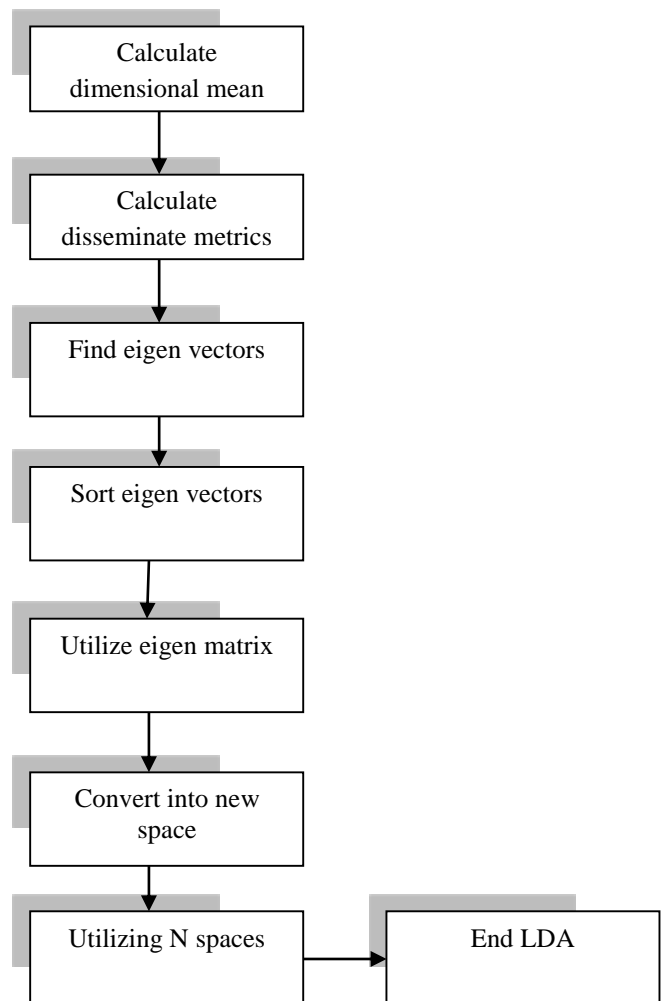 Calculate
dimensional mean
Calculate
disseminate metrics
Find eigen vectors
Sort eigen vectors
Utilize eigen matrix
Convert into new
space
Utilizing N spaces
End LDA